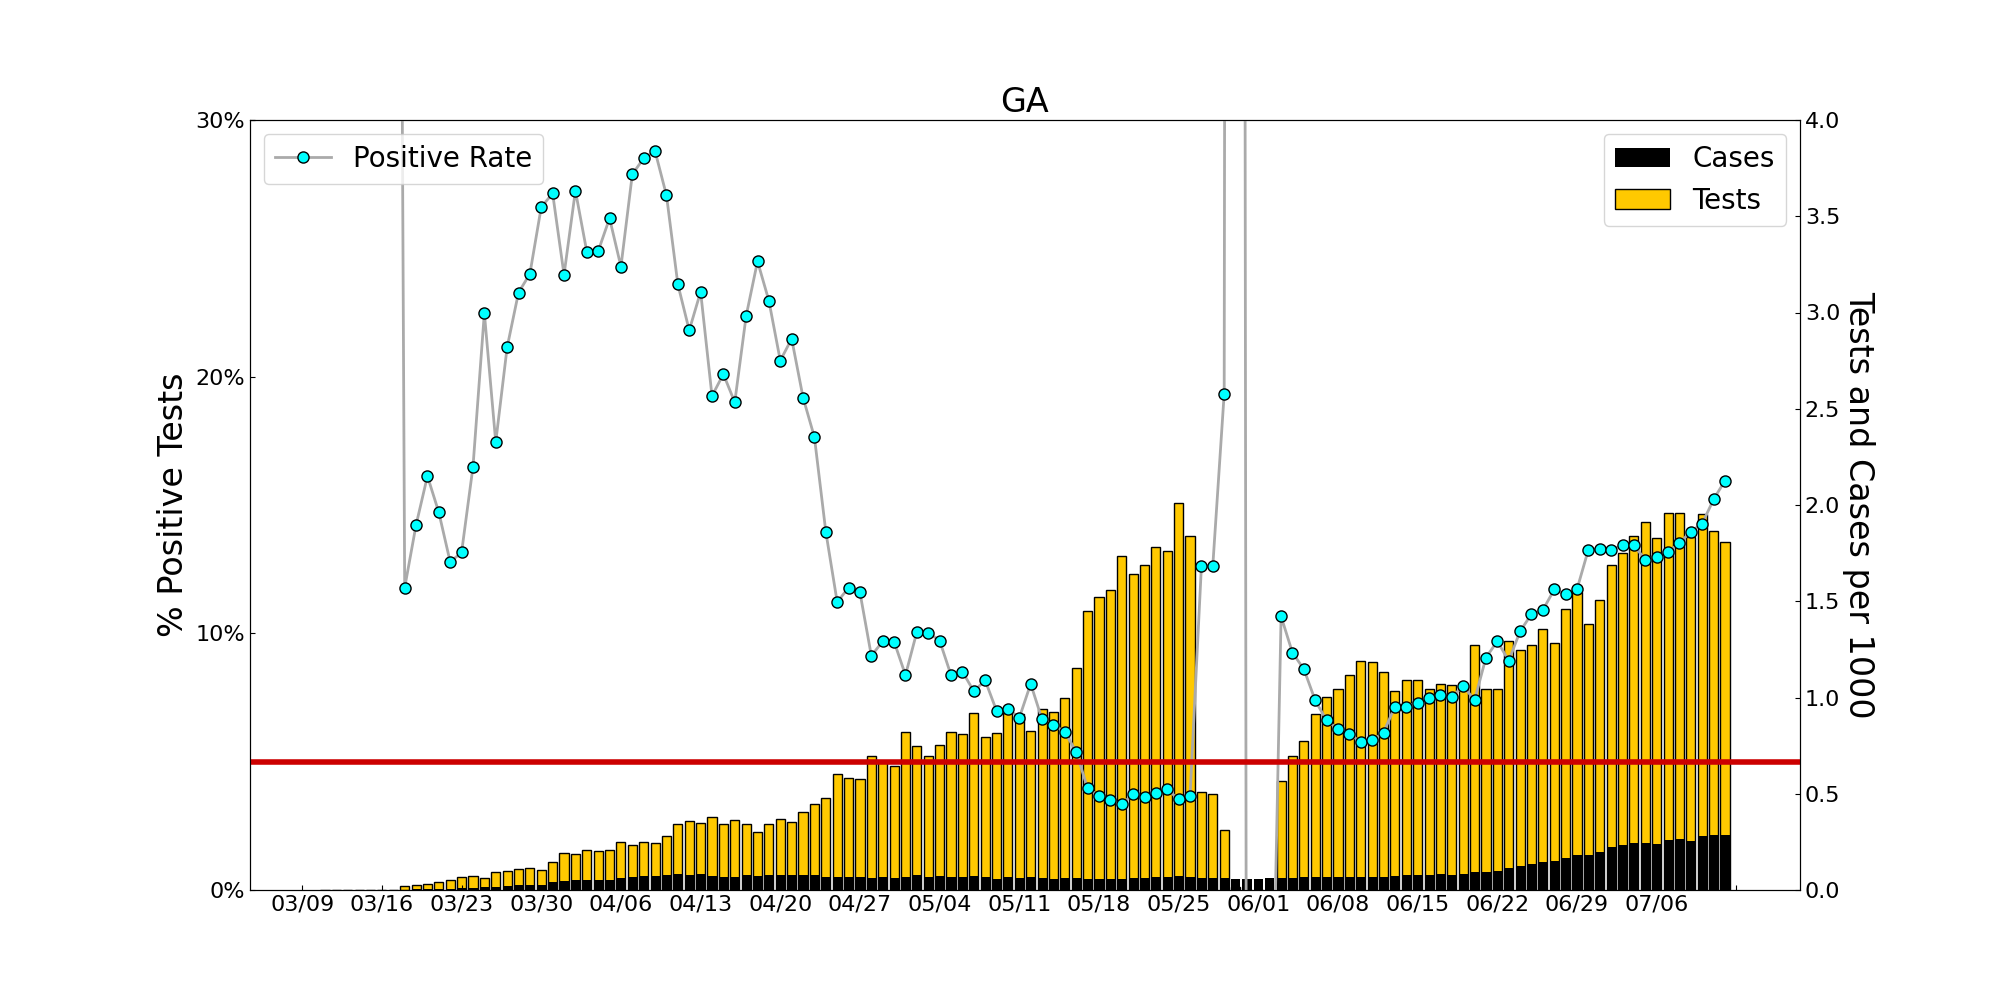 GA
Positive Rate
Cases
Tests
% Positive Tests
30%
20%
10%
0%
Tests and Cases per 1000
4.0
3.5
3.0
2.5
2.0
1.5
1.0
0.5
0.0
03/09 03/16 03/23 03/30 04/06 04/13 04/20 04/27 05/04 05/11 05/18 05/25 06/01 06/08 06/15 06/22 06/29 07/06